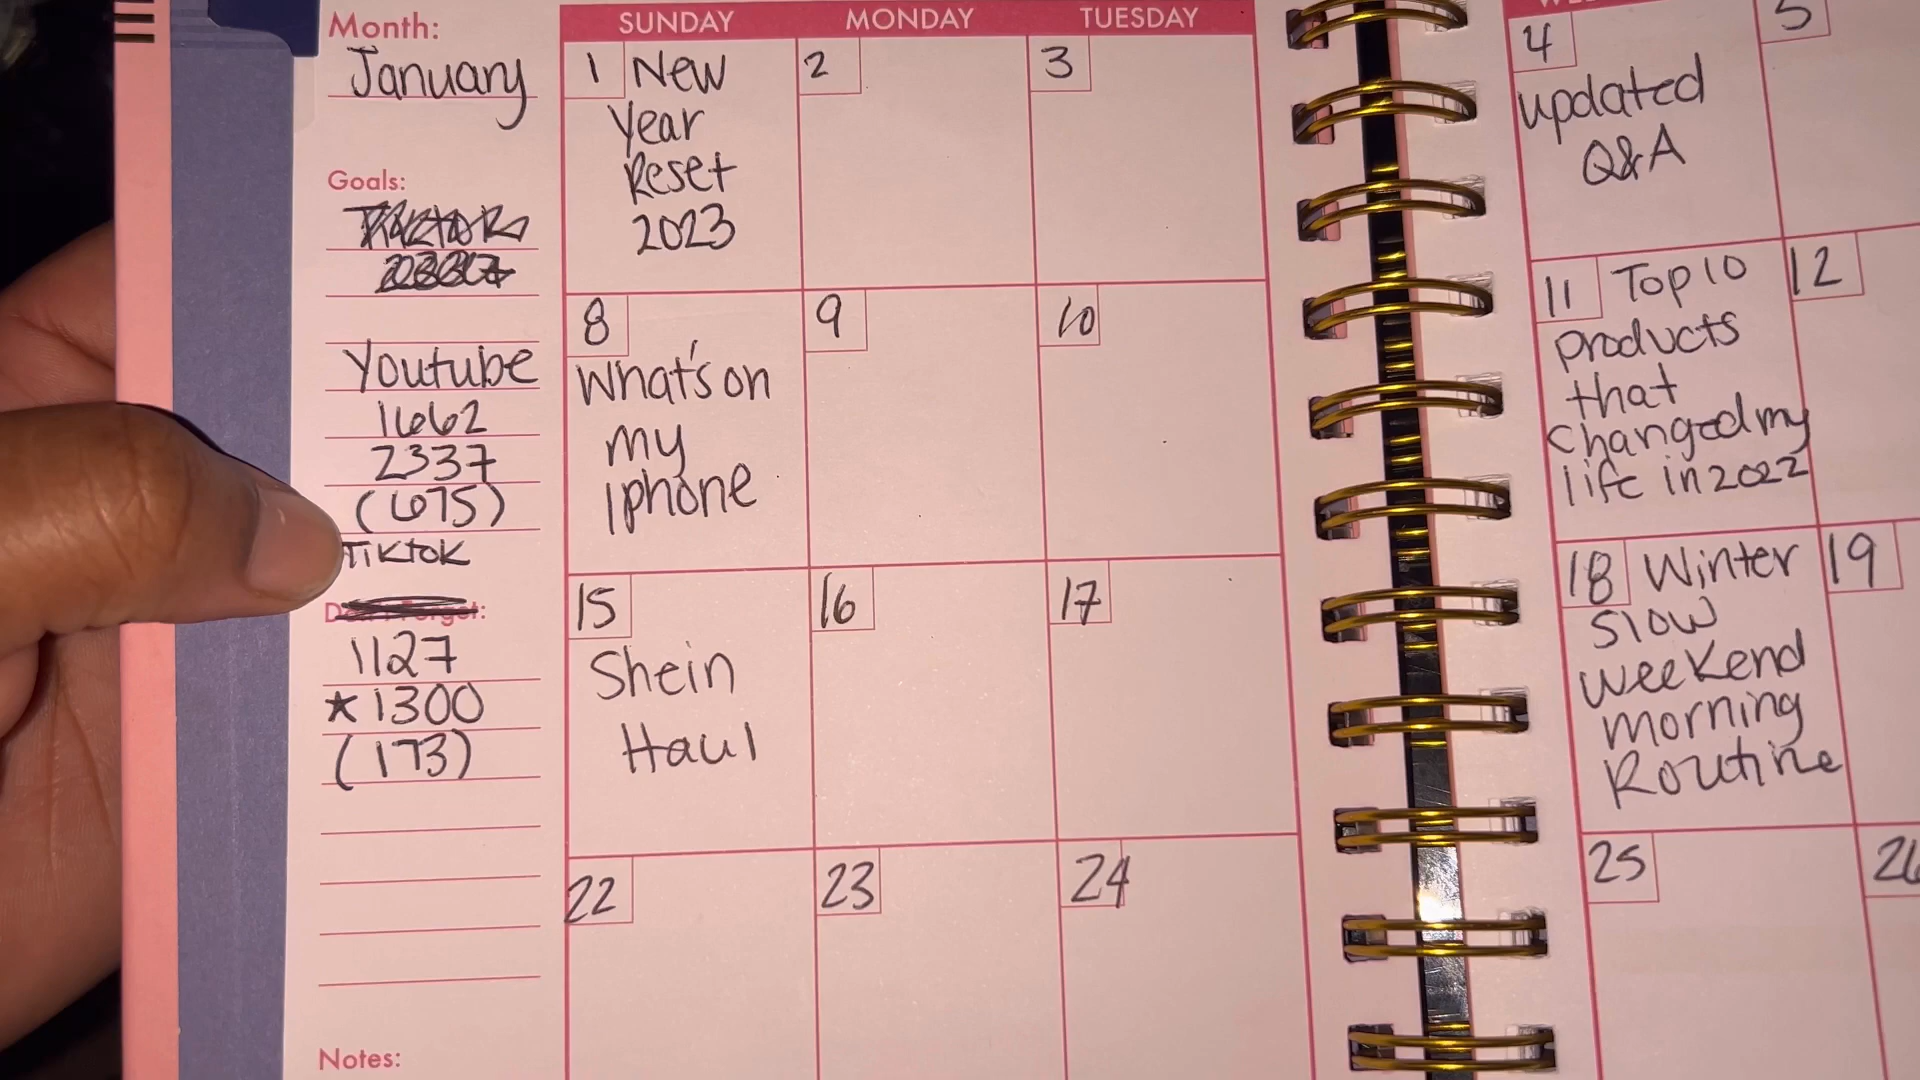 Month:
January
Goals:
Youtube
1662
2337
(675)
TikTok
1127
★1300
(173)
Notes:
SUNDAY MONDAY TUESDAY
1 New
Year
Reset
2023
2
3
8
What's on
my
iphone
9
10
15
Shein
Haul
16
17
22
23
24
4
updated
Q&A
5
11 Top 10
products
that
changed my
life in 2022
12
18 Winter
slow
weekend
morning
Routine
19
25
26